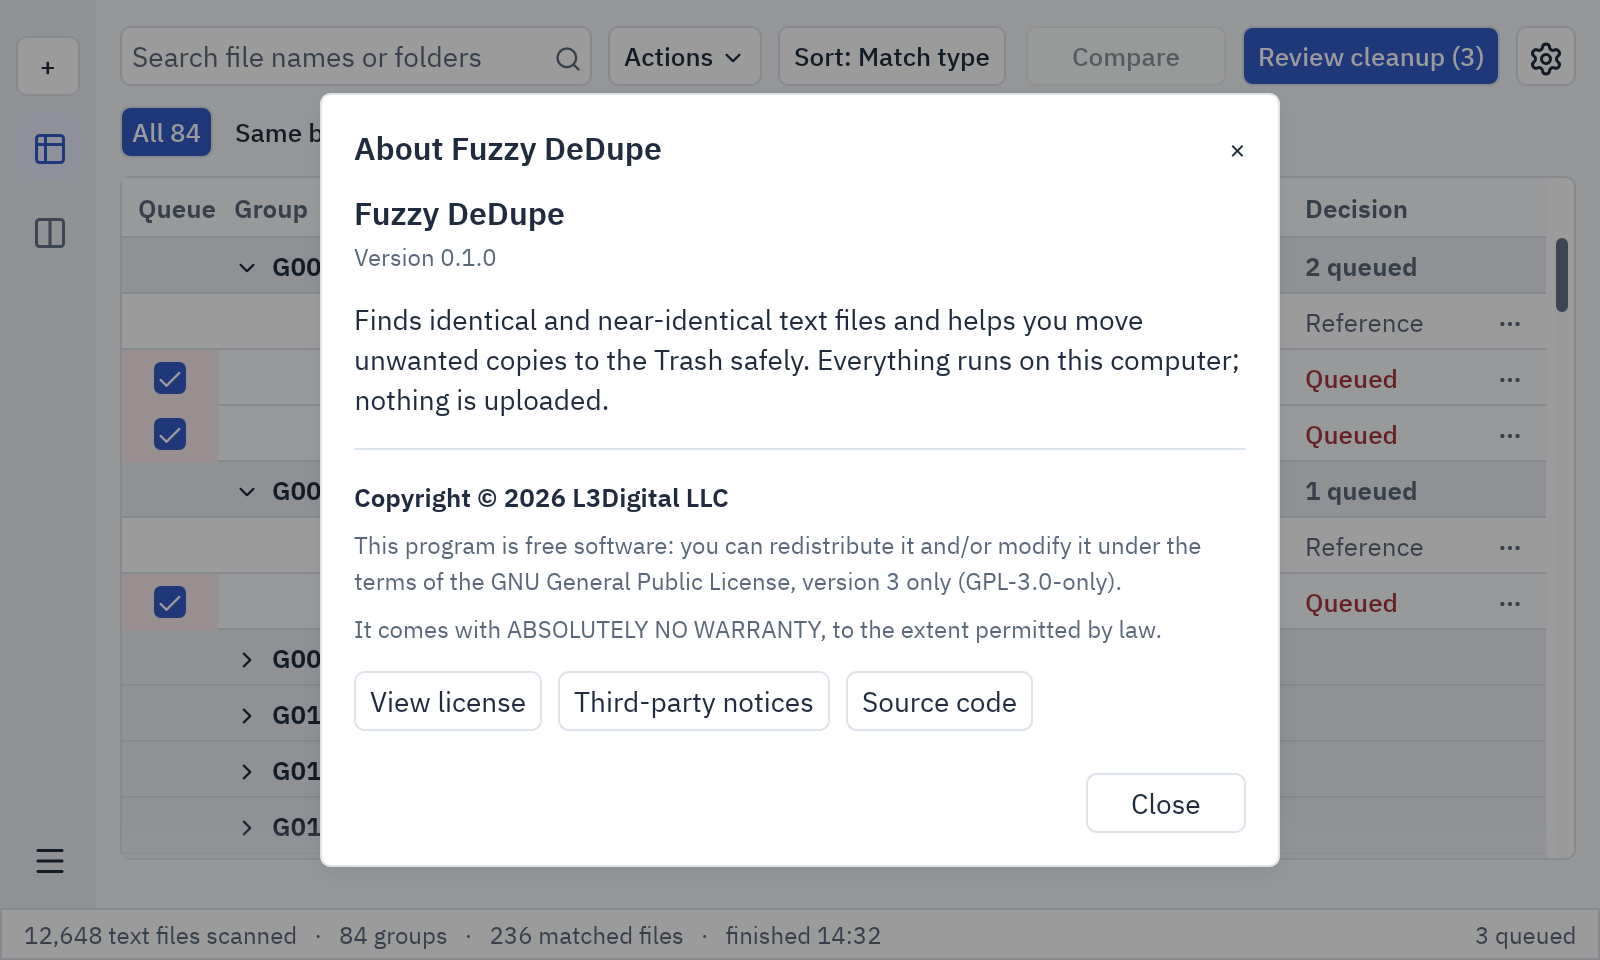 +
Search file names or folders
Actions
Sort: Match type
Compare
Review cleanup (3)
All 84
Same b
About Fuzzy DeDupe
×
Fuzzy DeDupe
Version 0.1.0
Finds identical and near-identical text files and helps you move
unwanted copies to the Trash safely. Everything runs on this computer;
nothing is uploaded.
Copyright © 2026 L3Digital LLC
This program is free software: you can redistribute it and/or modify it under the
terms of the GNU General Public License, version 3 only (GPL-3.0-only).
It comes with ABSOLUTELY NO WARRANTY, to the extent permitted by law.
View license
Third-party notices
Source code
Close
Queue
Group
Decision
G00
2 queued
Reference
Queued
Queued
G00
1 queued
Reference
Queued
G00
G01
G01
G01
12,648 text files scanned · 84 groups · 236 matched files · finished 14:32
3 queued